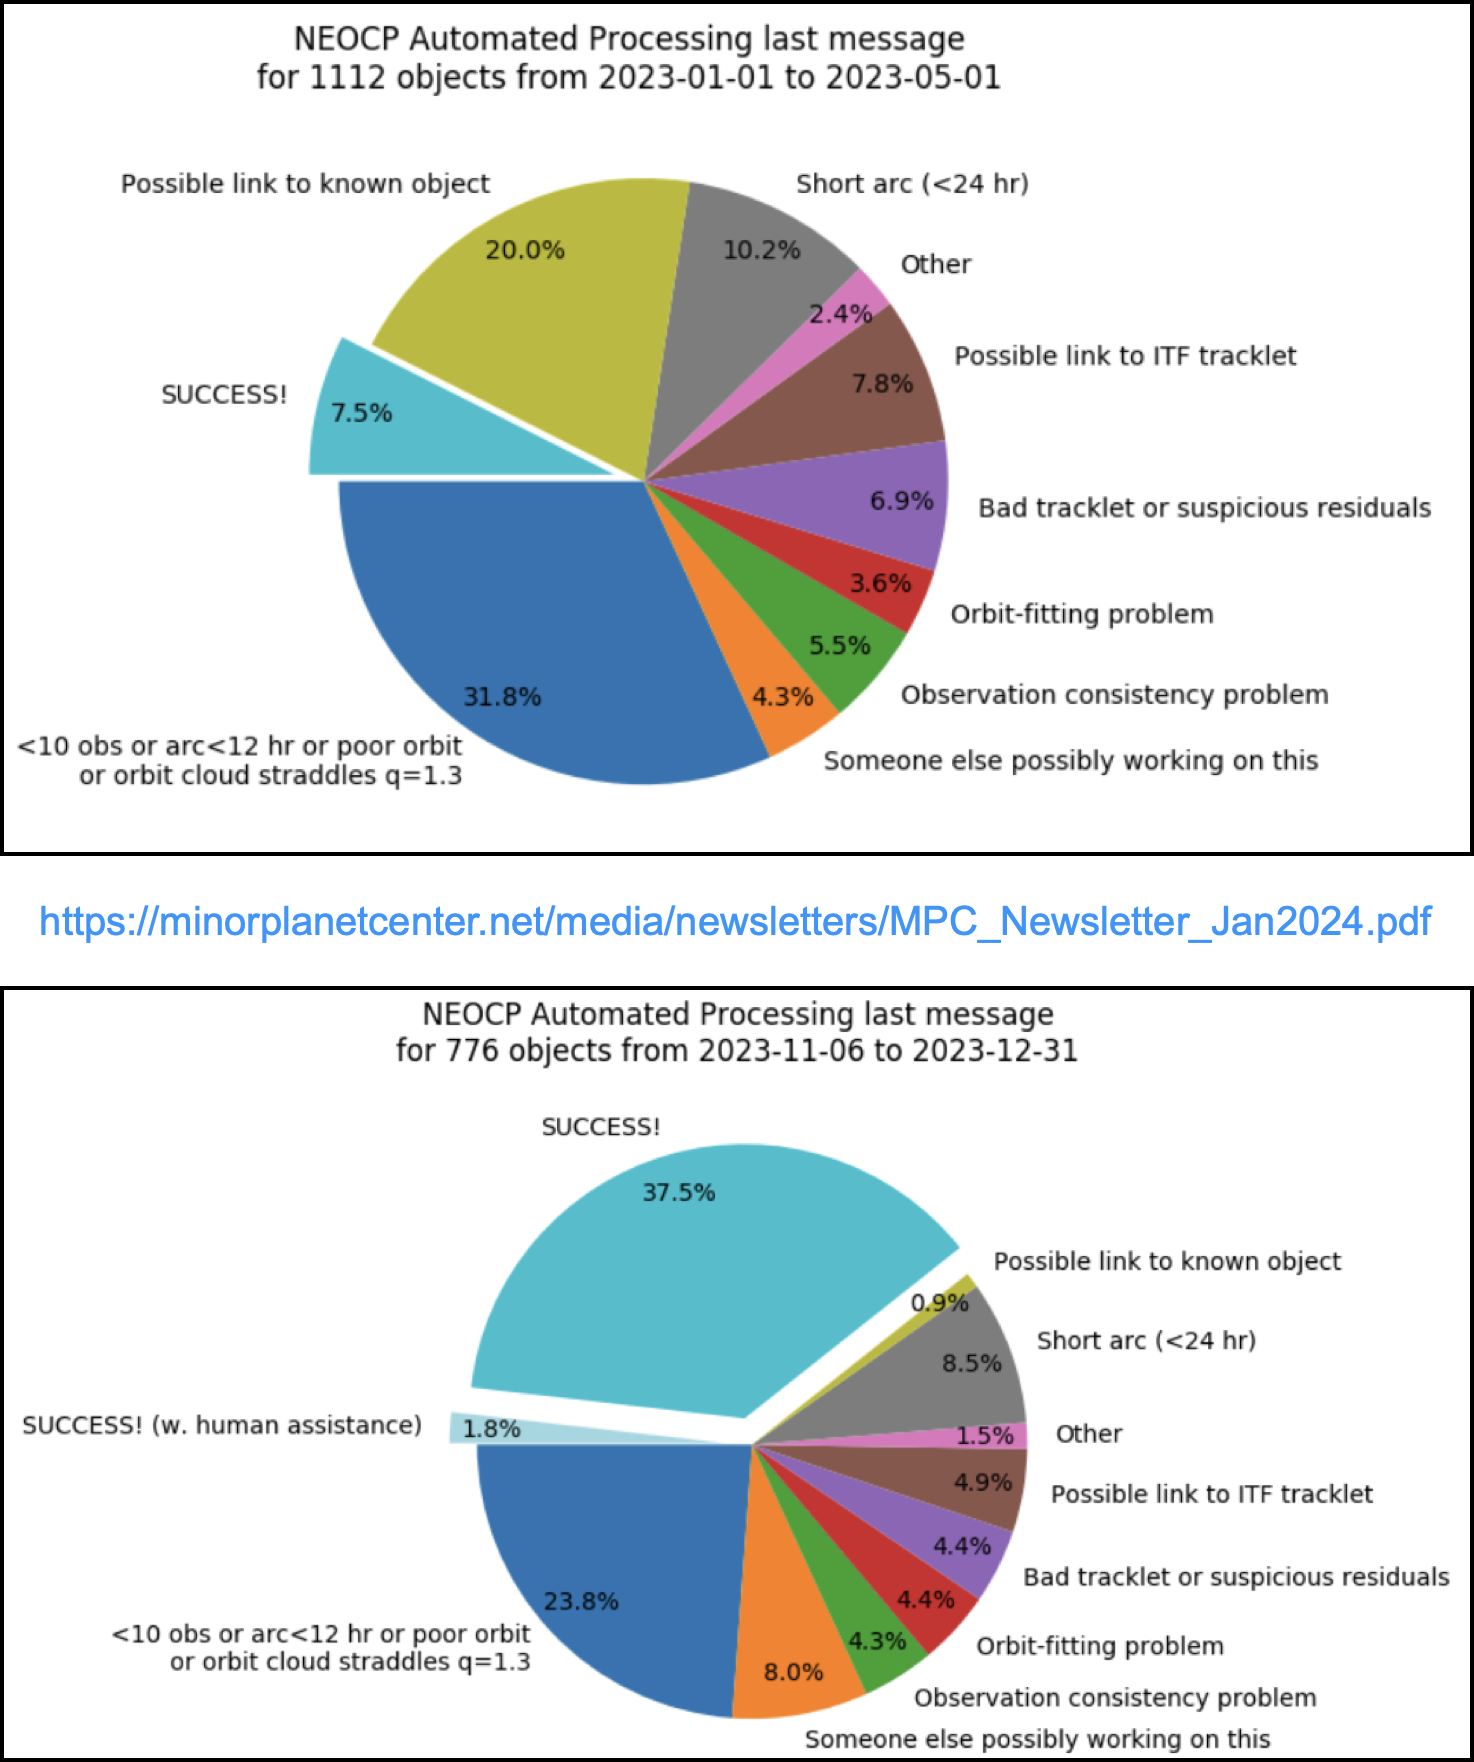 NEOCP Automated Processing last message
for 1112 objects from 2023-01-01 to 2023-05-01
Possible link to known object
20.0%
Short arc (<24 hr)
10.2%
Other
2.4%
Possible link to ITF tracklet
7.8%
SUCCESS!
7.5%
Bad tracklet or suspicious residuals
6.9%
Orbit-fitting problem
3.6%
Observation consistency problem
5.5%
Someone else possibly working on this
4.3%
31.8%
<10 obs or arc<12 hr or poor orbit
or orbit cloud straddles q=1.3
https://minorplanetcenter.net/media/newsletters/MPC_Newsletter_Jan2024.pdf
NEOCP Automated Processing last message
for 776 objects from 2023-11-06 to 2023-12-31
SUCCESS!
37.5%
Possible link to known object
0.9%
Short arc (<24 hr)
8.5%
SUCCESS! (w. human assistance)
1.8%
Other
1.5%
Possible link to ITF tracklet
4.9%
Bad tracklet or suspicious residuals
4.4%
Orbit-fitting problem
4.4%
Observation consistency problem
4.3%
Someone else possibly working on this
8.0%
23.8%
<10 obs or arc<12 hr or poor orbit
or orbit cloud straddles q=1.3